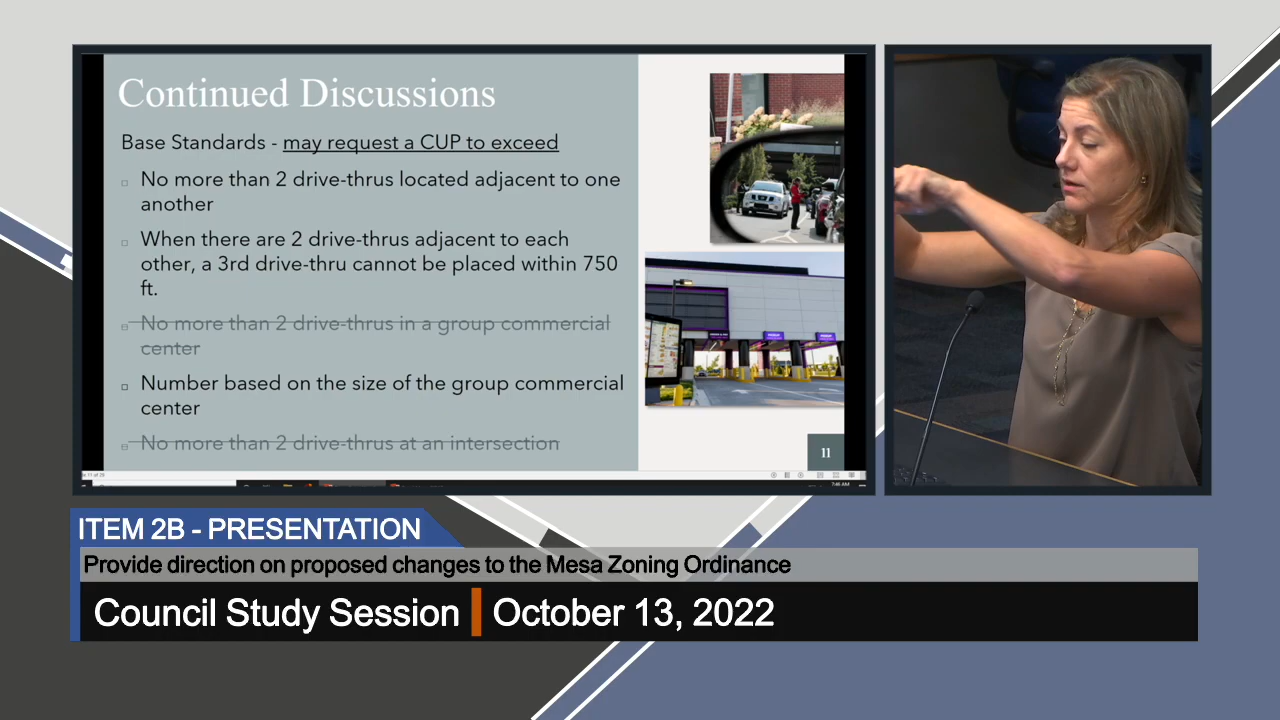 Continued Discussions
Base Standards - may request a CUP to exceed
No more than 2 drive-thrus located adjacent to one
another
When there are 2 drive-thrus adjacent to each
other, a 3rd drive-thru cannot be placed within 750
ft.
No more than 2 drive-thrus in a group commercial
center
Number based on the size of the group commercial
center
No more than 2 drive-thrus at an intersection
11
ITEM 2B - PRESENTATION
Provide direction on proposed changes to the Mesa Zoning Ordinance
Council Study Session
October 13, 2022